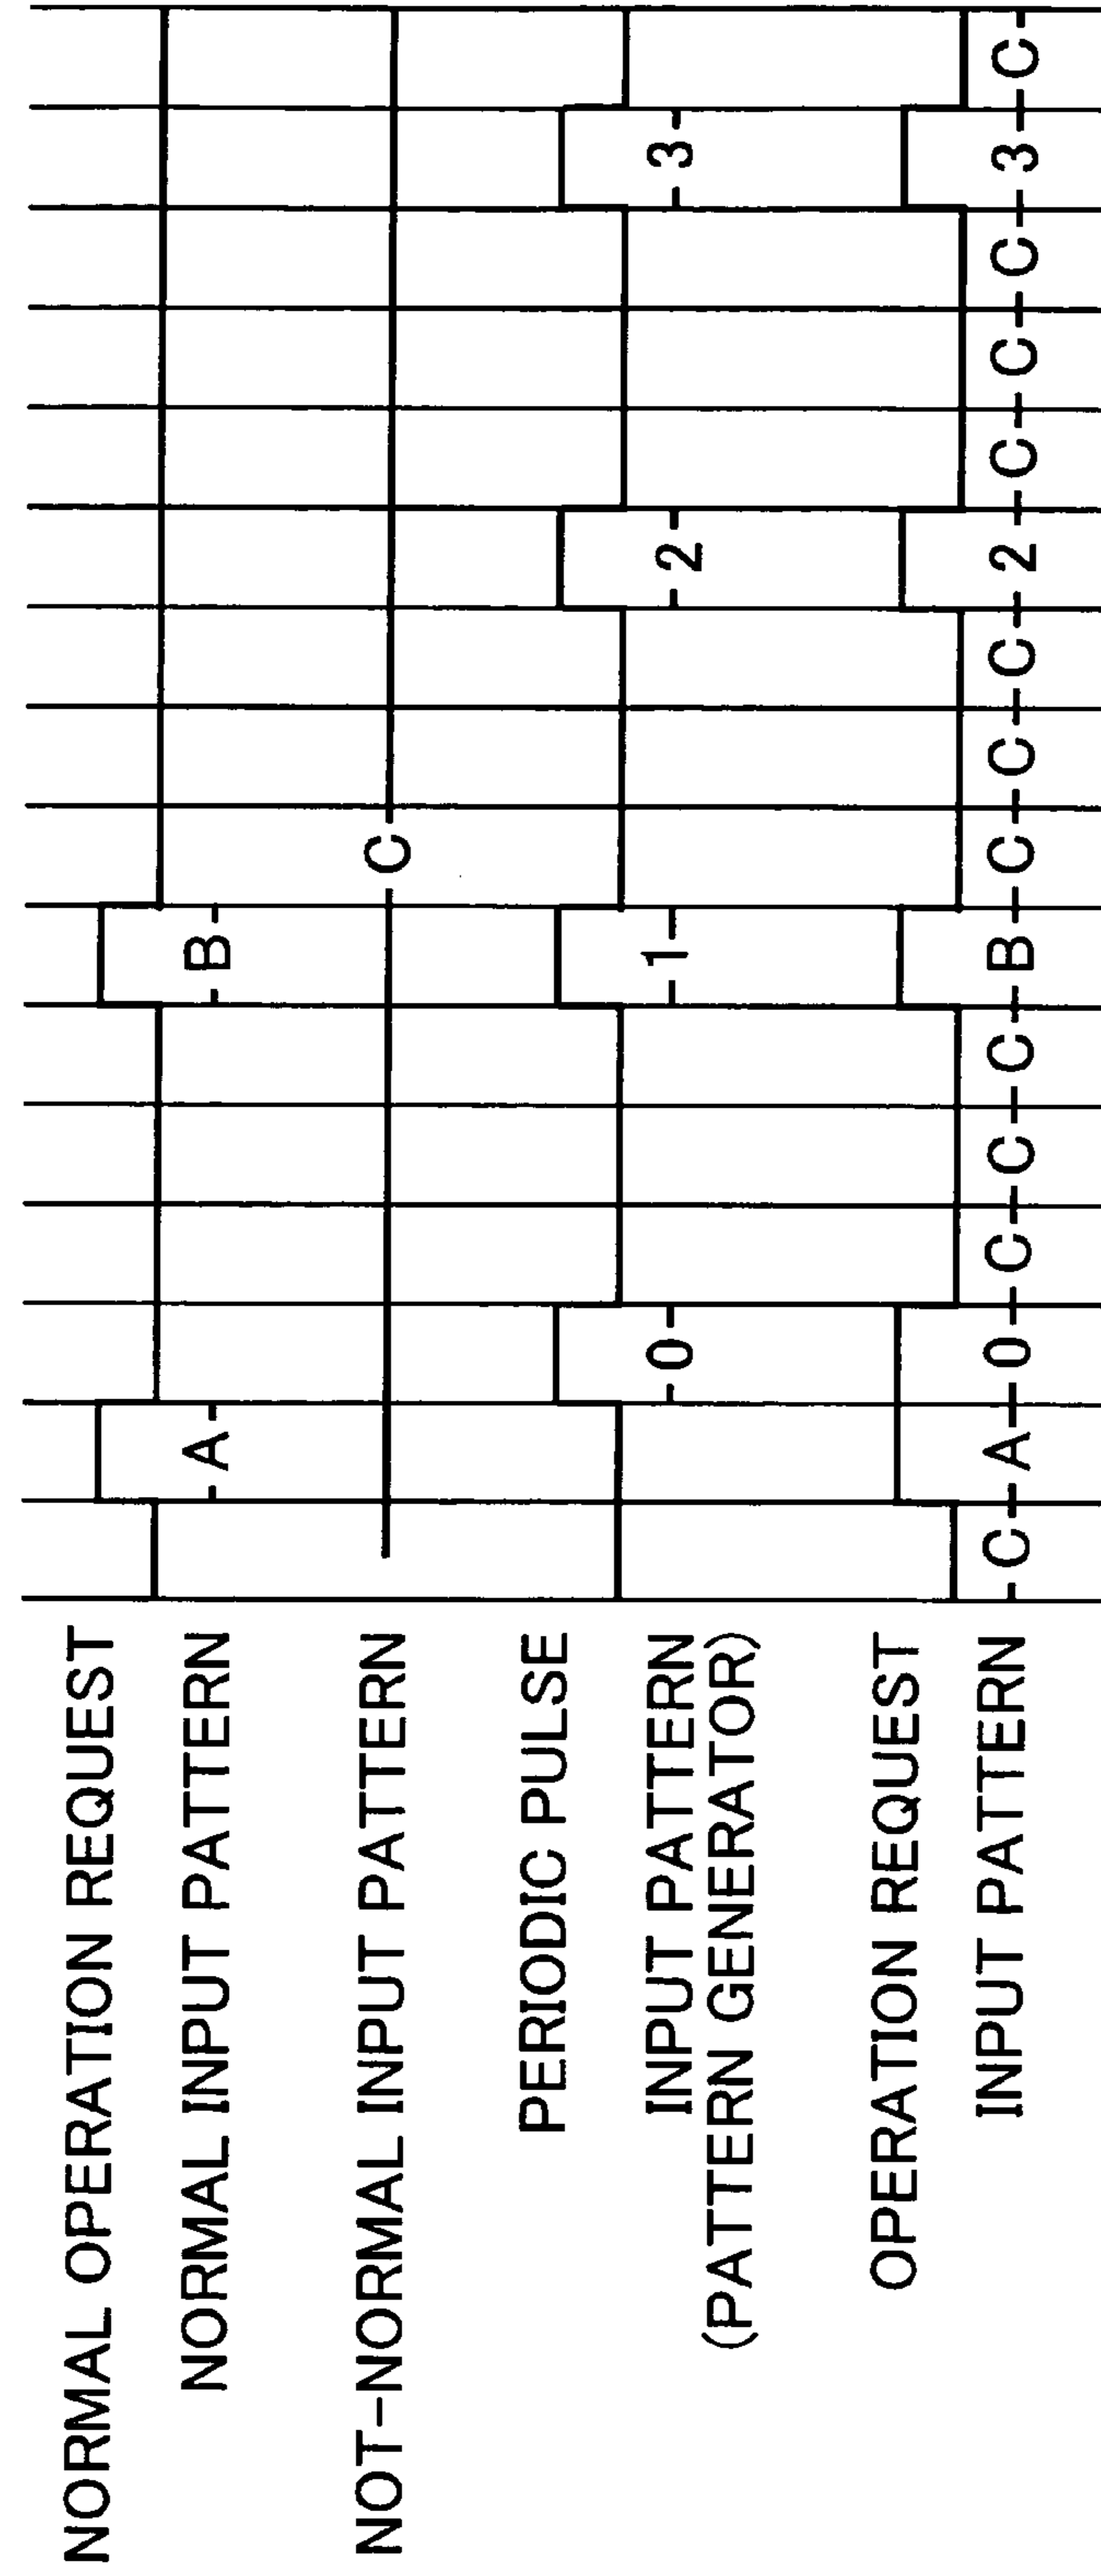 NORMAL OPERATION REQUEST
NORMAL INPUT PATTERN
A B
NOT-NORMAL INPUT PATTERN
C
PERIODIC PULSE
INPUT PATTERN
(PATTERN GENERATOR)
0 1 2 3
OPERATION REQUEST
INPUT PATTERN
C A 0 C C C B C C C 2 C C C 3 C